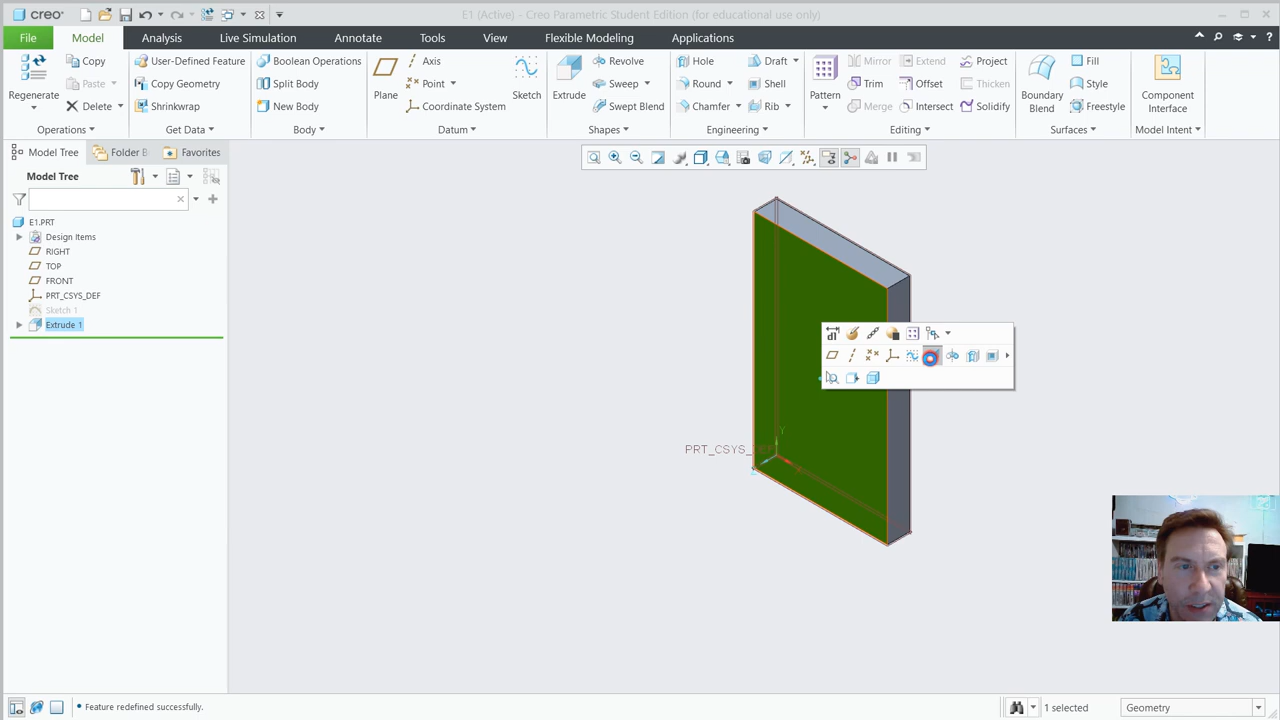 creo
E1 (Active) - Creo Parametric Student Edition (for educational use only)
File Model Analysis Live Simulation Annotate Tools View Flexible Modeling Applications
Regenerate
Copy
Paste
Delete
Operations
User-Defined Feature
Copy Geometry
Shrinkwrap
Get Data
Boolean Operations
Split Body
New Body
Body
Plane
Axis
Point
Coordinate System
Sketch
Datum
Extrude
Revolve
Sweep
Swept Blend
Shapes
Hole
Round
Chamfer
Draft
Shell
Rib
Engineering
Pattern
Mirror
Trim
Merge
Extend
Offset
Intersect
Project
Thicken
Solidify
Editing
Boundary
Blend
Fill
Style
Freestyle
Surfaces
Component
Interface
Model Intent
Model Tree
Folder B
Favorites
Model Tree
E1.PRT
Design Items
RIGHT
TOP
FRONT
PRT_CSYS_DEF
Sketch 1
Extrude 1
Y
PRT_CSYS_DEF
Feature redefined successfully.
1 selected
Geometry